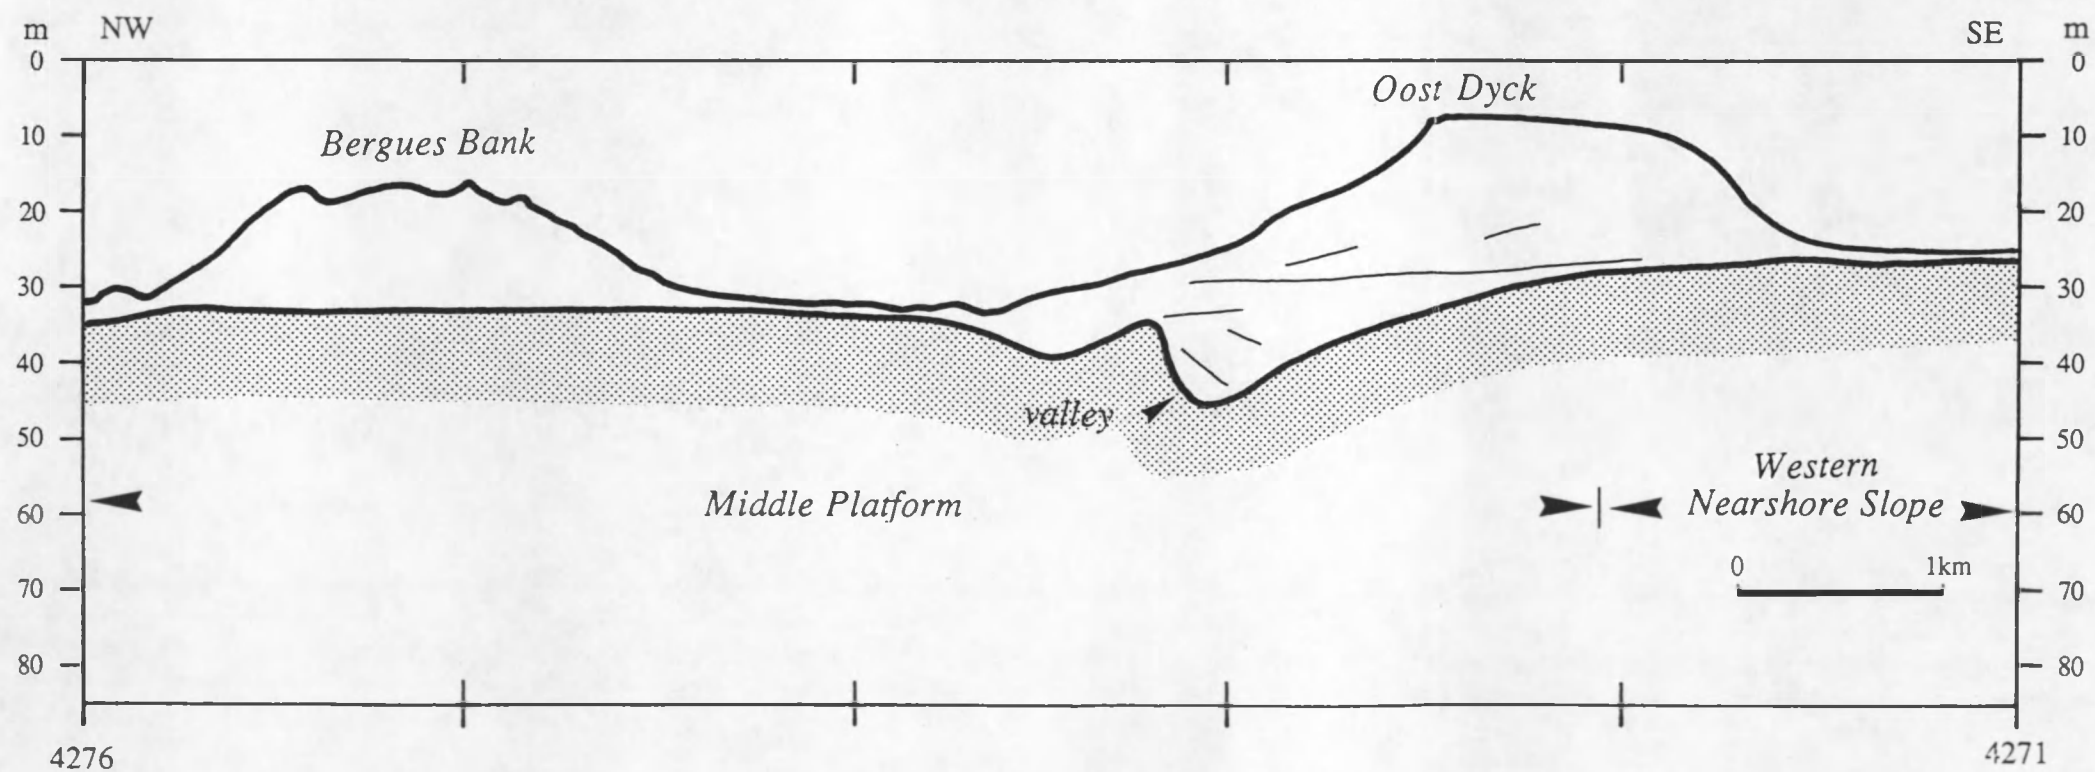 m NW SE m
0 0
Oost Dyck
10 10
Bergues Bank
20 20
30 30
40 40
valley
50 50
Western
Middle Platform Nearshore Slope
60 60
0 1km
70 70
80 80
4276 4271